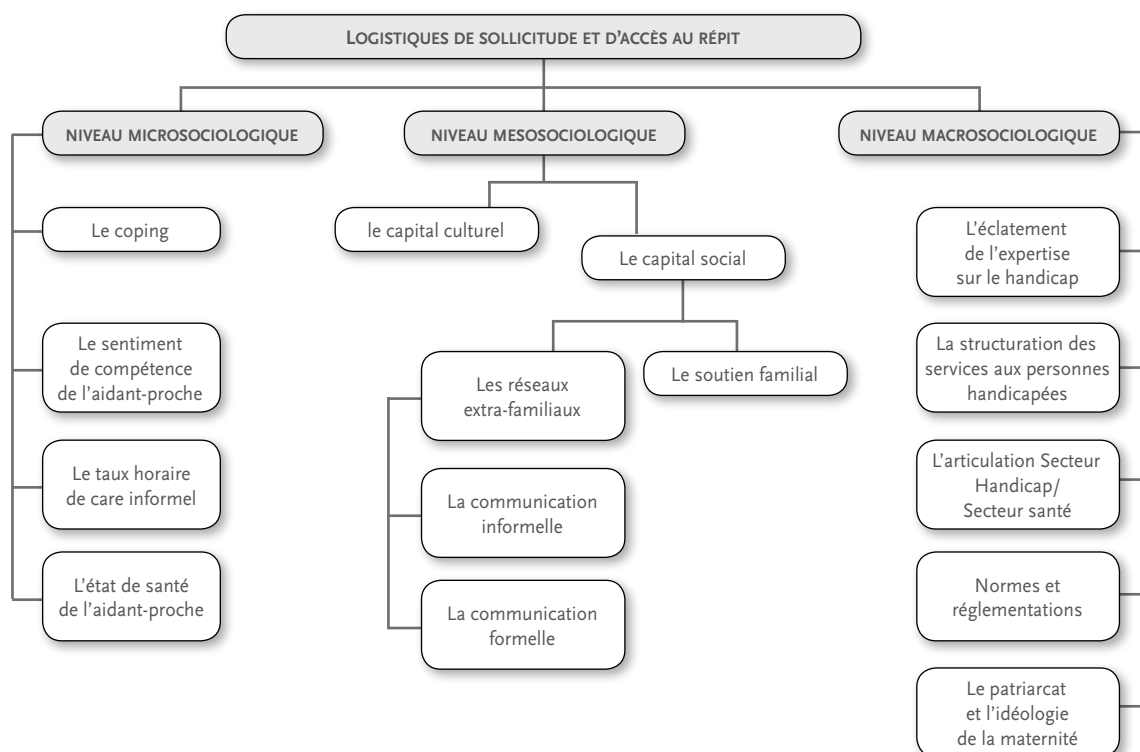 LOGISTIQUES DE SOLLICITUDE ET D'ACCÈS AU RÉPIT
NIVEAU MICROSOCIOLOGIQUE
Le coping
Le sentiment
de compétence
de l'aidant-proche
Le taux horaire
de care informel
L'état de santé
de l'aidant-proche
NIVEAU MESOSOCIOLOGIQUE
le capital culturel
Le capital social
Les réseaux
extra-familiaux
Le soutien familial
La communication
informelle
La communication
formelle
NIVEAU MACROSOCIOLOGIQUE
L'éclatement
de l'expertise
sur le handicap
La structuration des
services aux personnes
handicapées
L'articulation Secteur
Handicap/
Secteur santé
Normes et
réglementations
Le patriarcat
et l'idéologie
de la maternité